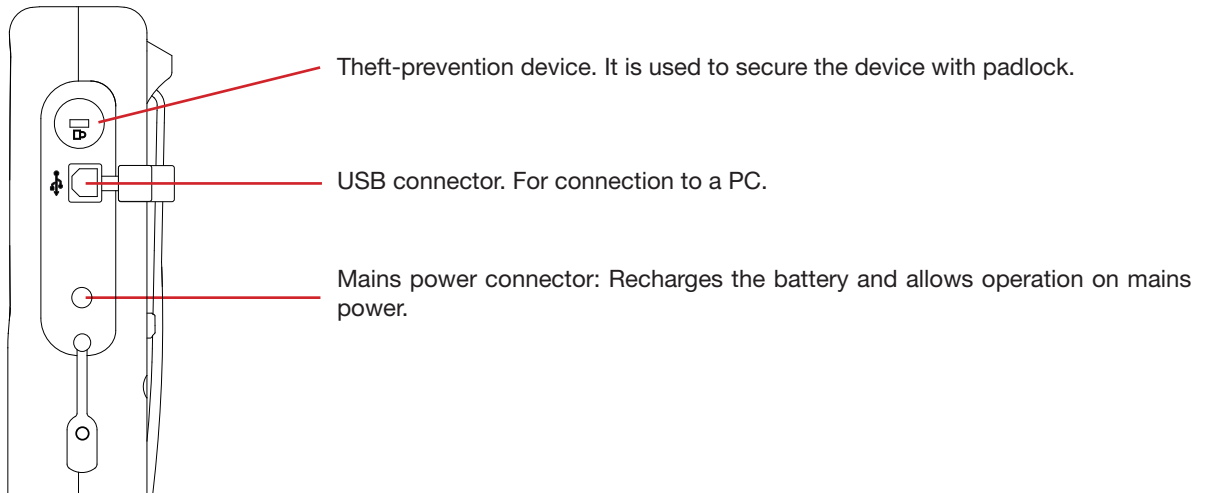 Theft-prevention device. It is used to secure the device with padlock.
USB connector. For connection to a PC.
Mains power connector: Recharges the battery and allows operation on mains
power.